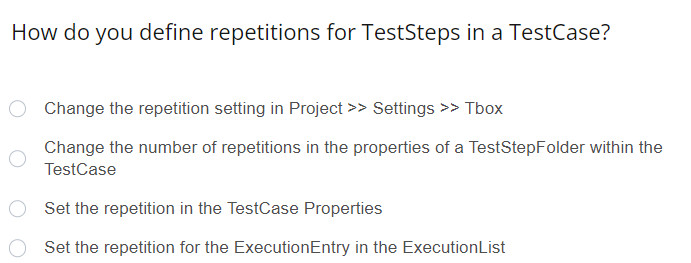 How do you define repetitions for TestSteps in a TestCase?
Change the repetition setting in Project >> Settings >> Tbox
Change the number of repetitions in the properties of a TestStepFolder within the
TestCase
Set the repetition in the TestCase Properties
Set the repetition for the ExecutionEntry in the ExecutionList